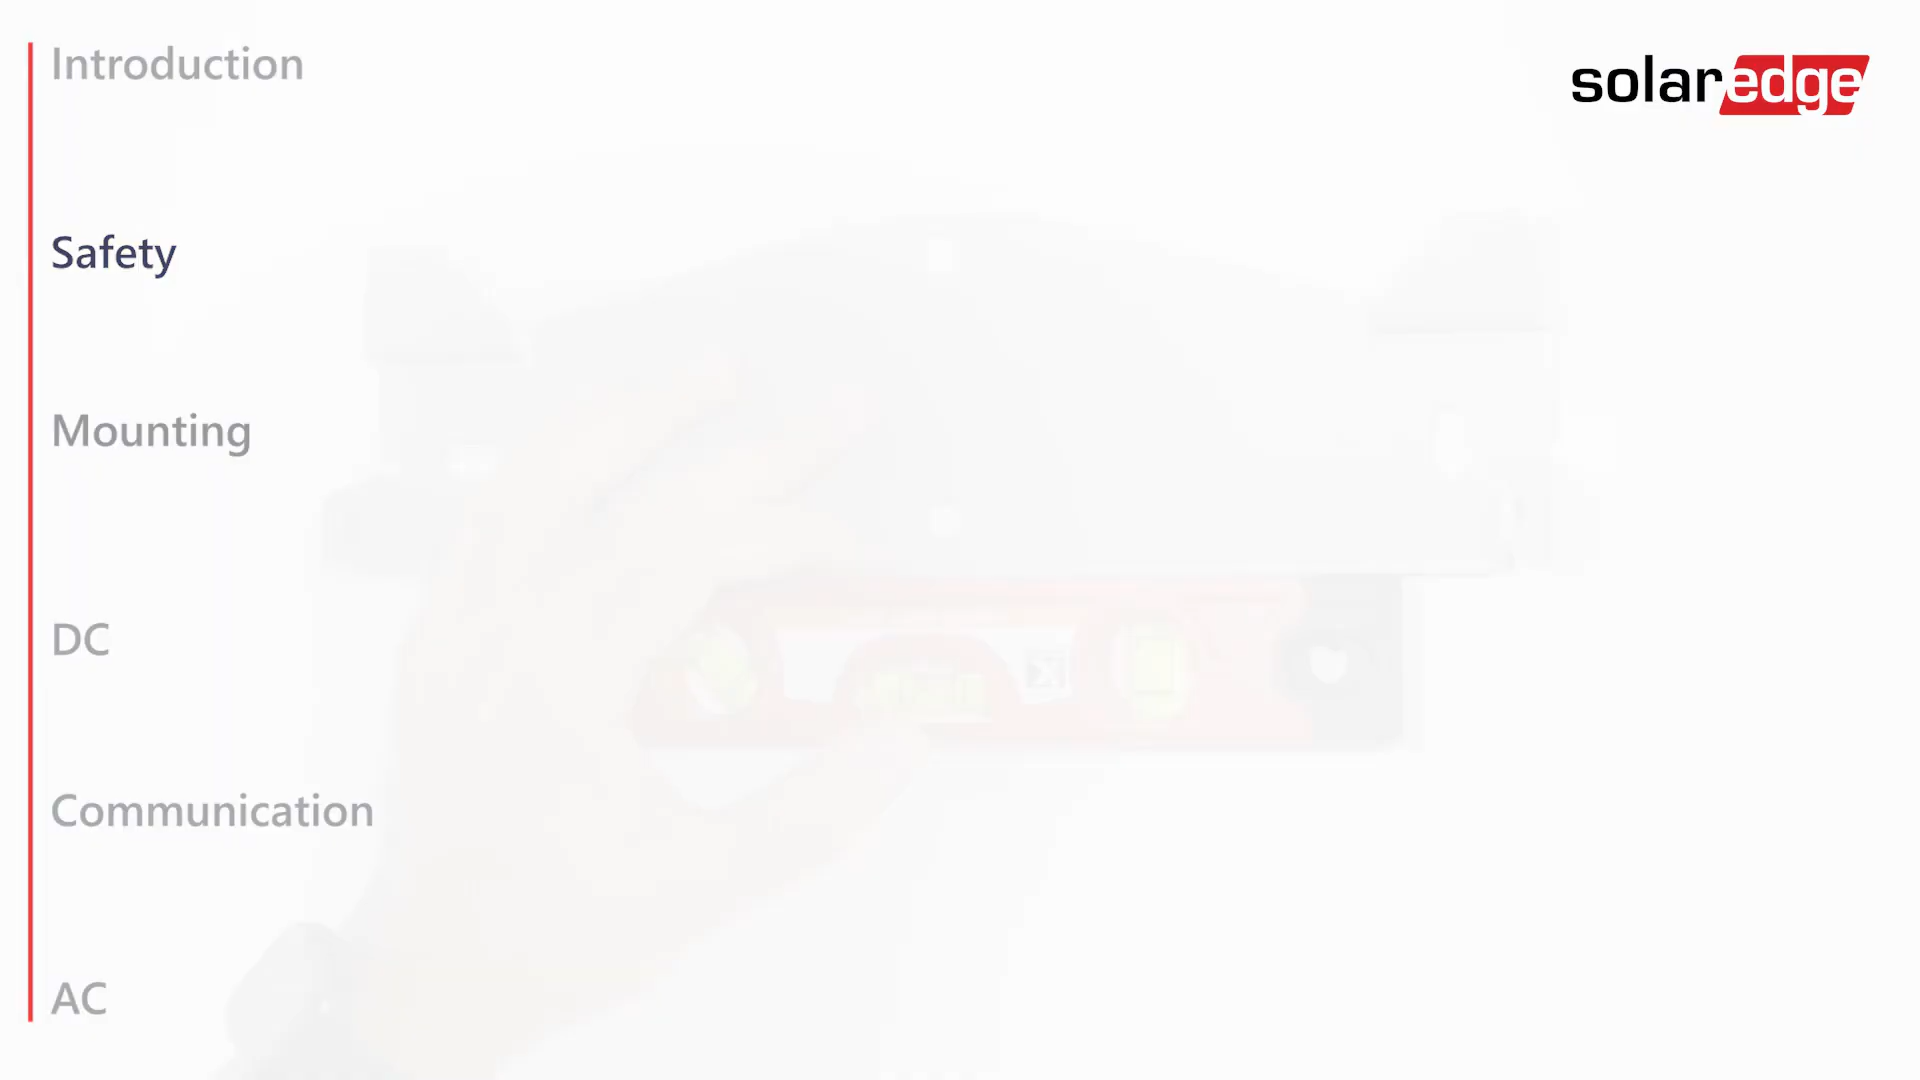 Introduction
solaredge
Safety
Mounting
DC
Communication
AC